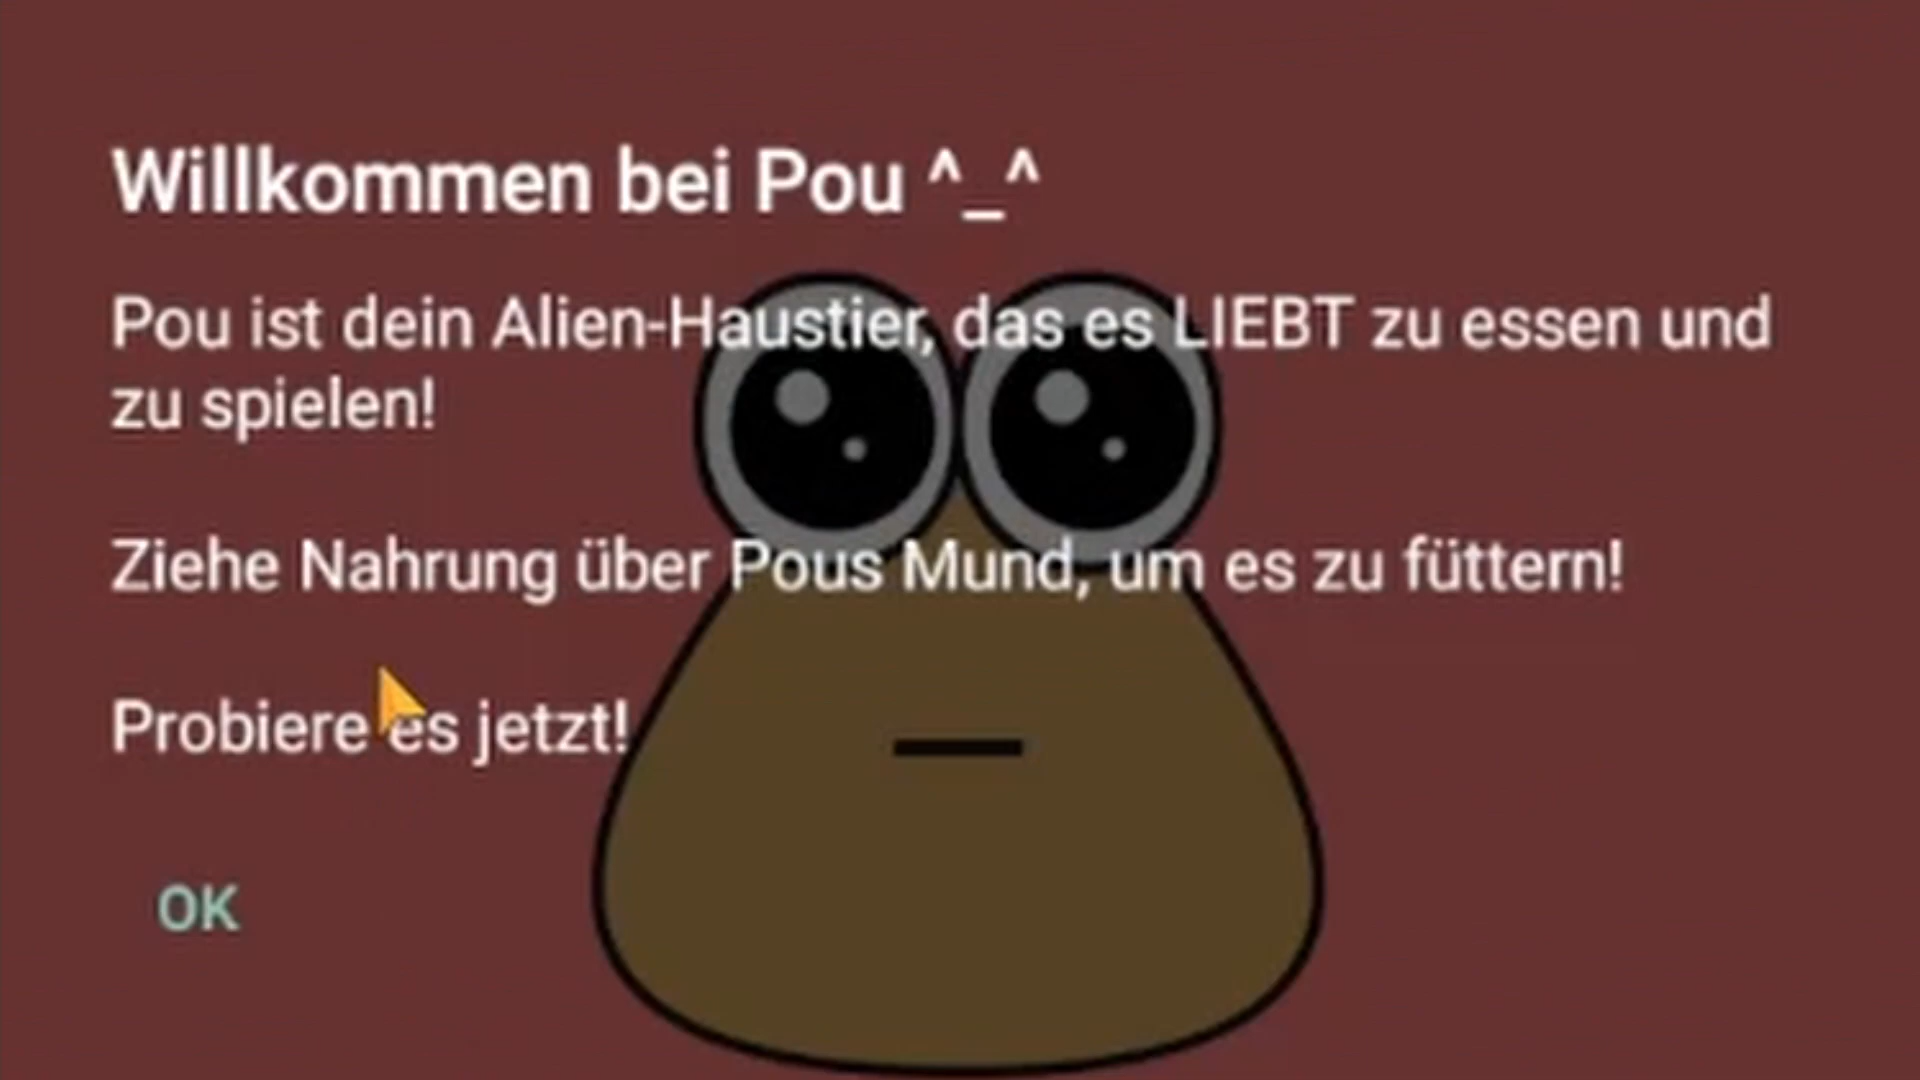 Willkommen bei Pou ^_^
Pou ist dein Alien-Haustier, das es LIEBT zu essen und
zu spielen!
Ziehe Nahrung über Pous Mund, um es zu füttern!
Probiere es jetzt!
OK